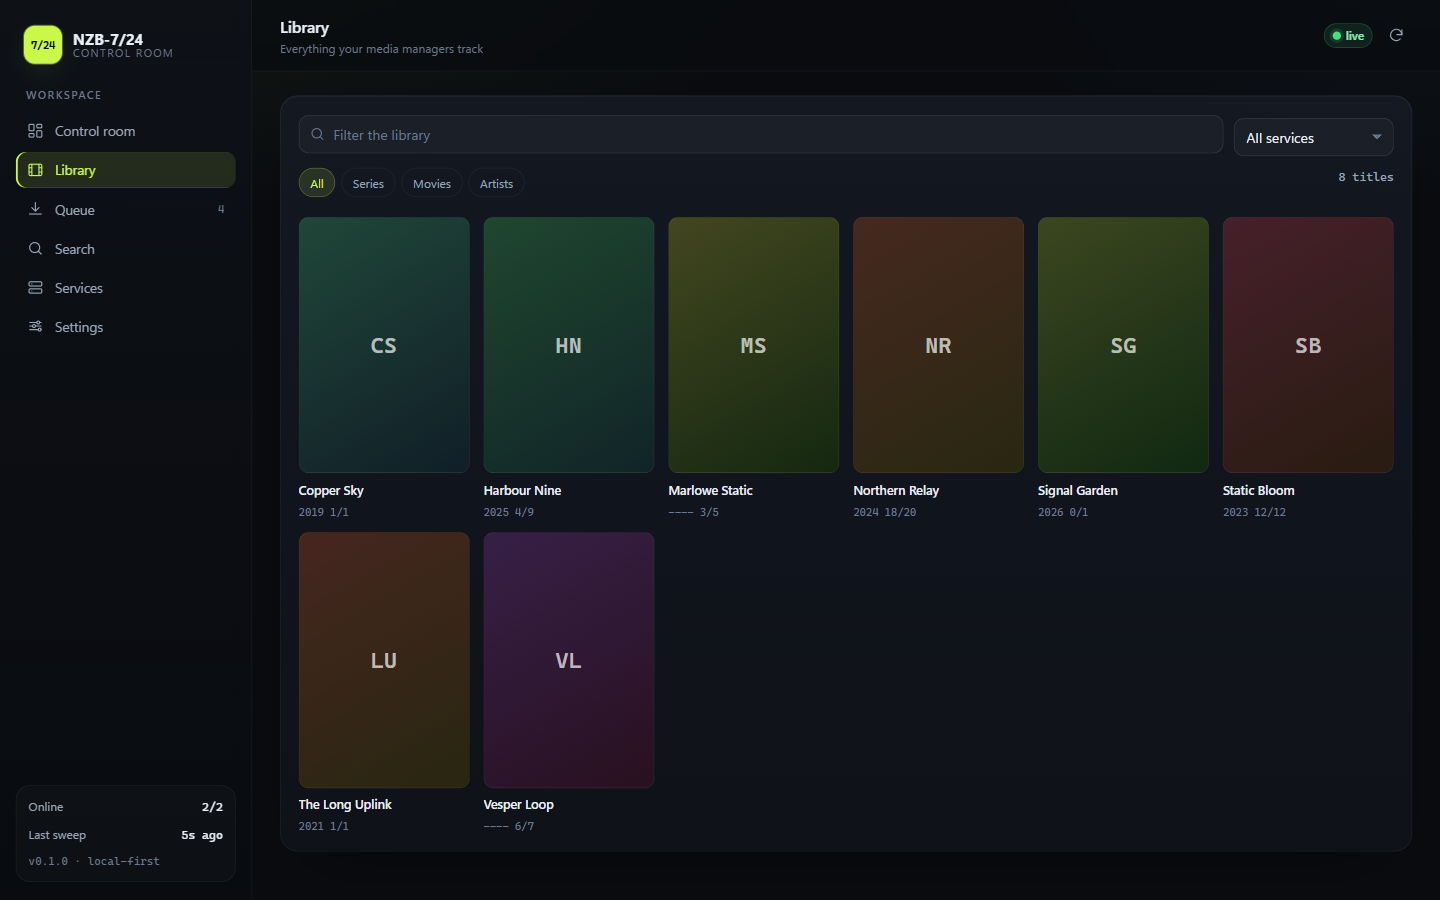 7/24
NZB-7/24
CONTROL ROOM
WORKSPACE
Control room
Library
Queue 4
Search
Services
Settings
Online 2/2
Last sweep 5s ago
v0.1.0 · local-first
Library
Everything your media managers track
live
Filter the library
All services
All Series Movies Artists
8 titles
CS HN MS NR SG SB
Copper Sky Harbour Nine Marlowe Static Northern Relay Signal Garden Static Bloom
2019 1/1 2025 4/9 ---- 3/5 2024 18/20 2026 0/1 2023 12/12
LU VL
The Long Uplink Vesper Loop
2021 1/1 ---- 6/7